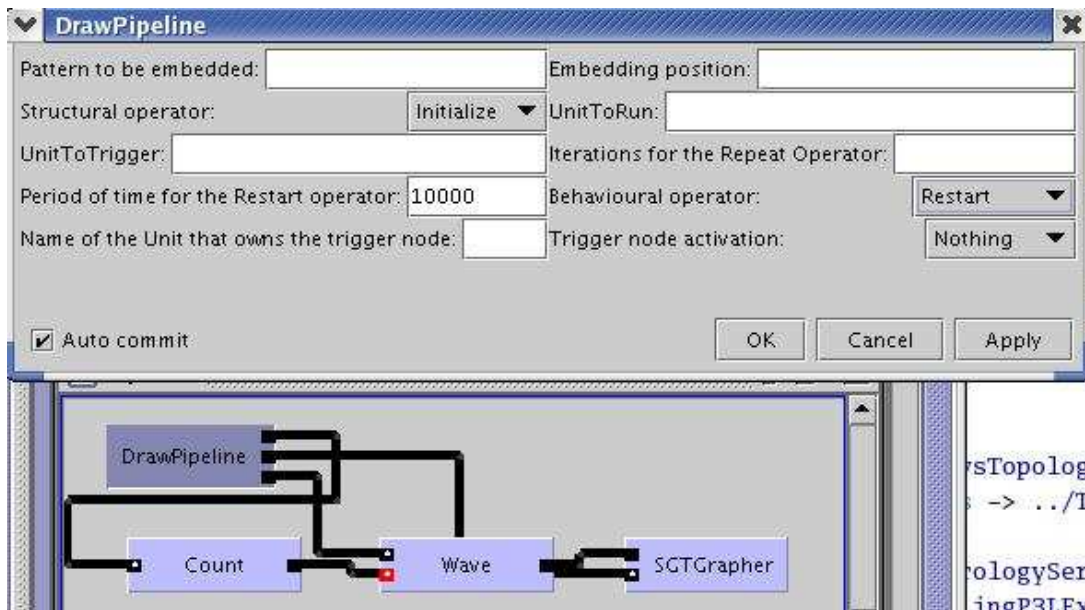 DrawPipeline
Pattern to be embedded: Embedding position:
Structural operator: Initialize UnitToRun:
UnitToTrigger: Iterations for the Repeat Operator:
Period of time for the Restart operator: 10000 Behavioural operator: Restart
Name of the Unit that owns the trigger node: Trigger node activation: Nothing
Auto commit OK Cancel Apply
DrawPipeline
sTopolog
-> ../T
Count Wave SGTGrapher
ologySer
ingP3LEx